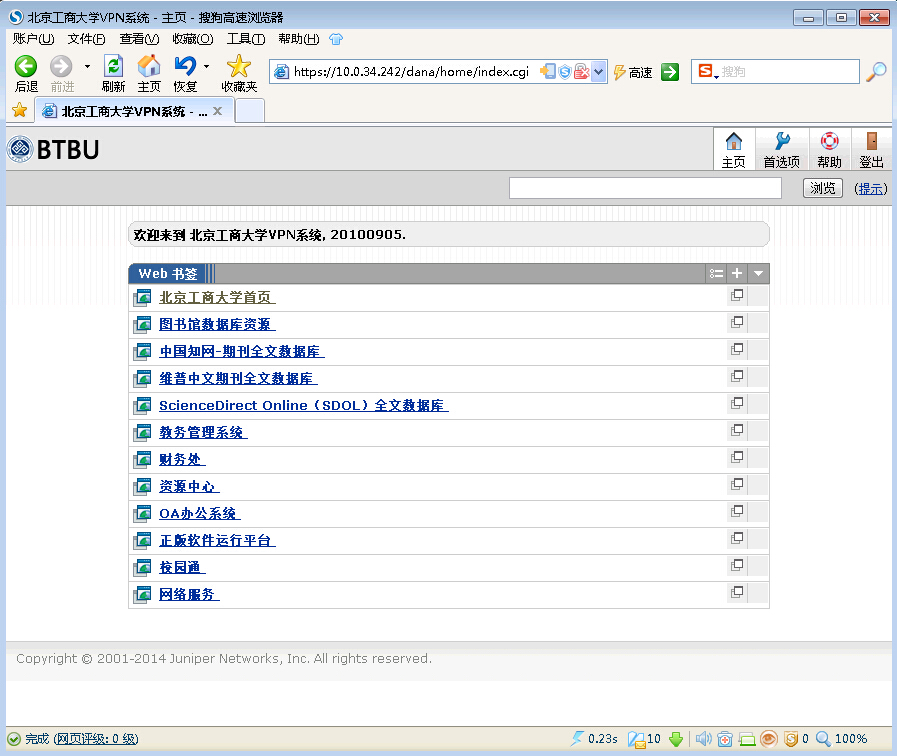 北京工商大学VPN系统 - 主页 - 搜狗高速浏览器
账户(U) 文件(F) 查看(V) 收藏(O) 工具(T) 帮助(H)
后退 前进 刷新 主页 恢复 收藏夹 https://10.0.34.242/dana/home/index.cgi 高速 搜狗
北京工商大学VPN系统 - ...
BTBU 主页 首选项 帮助 登出
浏览 (提示)
欢迎来到 北京工商大学VPN系统, 20100905.
Web 书签
北京工商大学首页
图书馆数据库资源
中国知网-期刊全文数据库
维普中文期刊全文数据库
ScienceDirect Online（SDOL）全文数据库
教务管理系统
财务处
资源中心
OA办公系统
正版软件运行平台
校园通
网络服务
Copyright © 2001-2014 Juniper Networks, Inc. All rights reserved.
完成 (网页评级: 0 级) 0.23s 10 0 100%